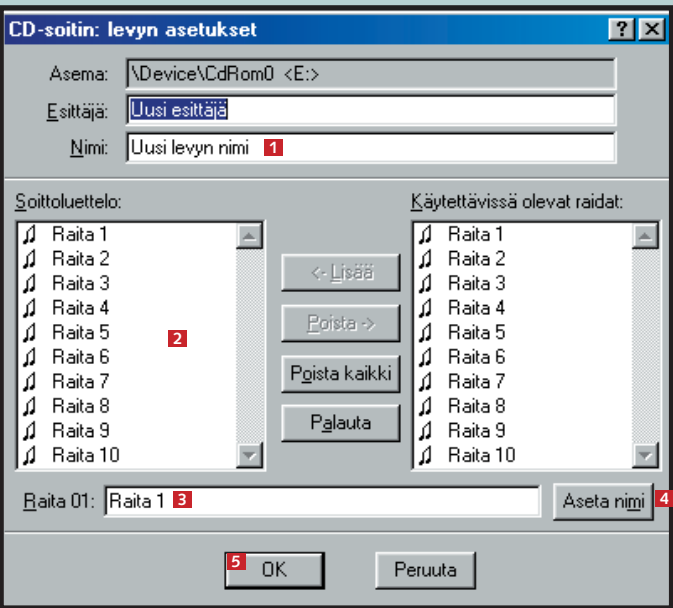 CD-soitin: levyn asetukset ? X
Asema: \Device\CdRom0 <E:>
Esittäjä: Uusi esittäjä
Nimi: Uusi levyn nimi 1
Soittoluettelo:
Raita 1
Raita 2
Raita 3
Raita 4
Raita 5
Raita 6
Raita 7
Raita 8
Raita 9
Raita 10
2
<- Lisää
Poista ->
Poista kaikki
Palauta
Käytettävissä olevat raidat:
Raita 1
Raita 2
Raita 3
Raita 4
Raita 5
Raita 6
Raita 7
Raita 8
Raita 9
Raita 10
Raita 01: Raita 1 3 Aseta nimi 4
5 OK Peruuta